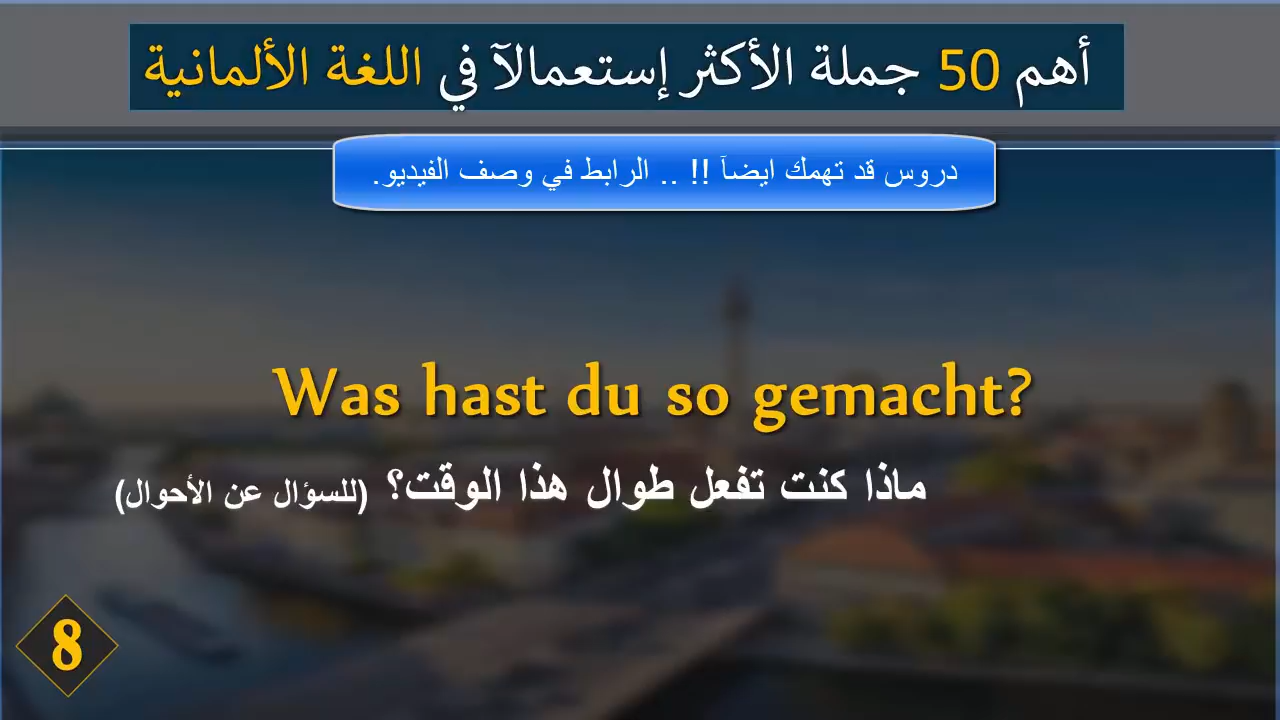 أهم 50 جملة الأكثر إستعمالآ في اللغة الألمانية
دروس قد تهمك ايضآ !! .. الرابط في وصف الفيديو.
Was hast du so gemacht?
ماذا كنت تفعل طوال هذا الوقت؟ (للسؤال عن الأحوال)
8